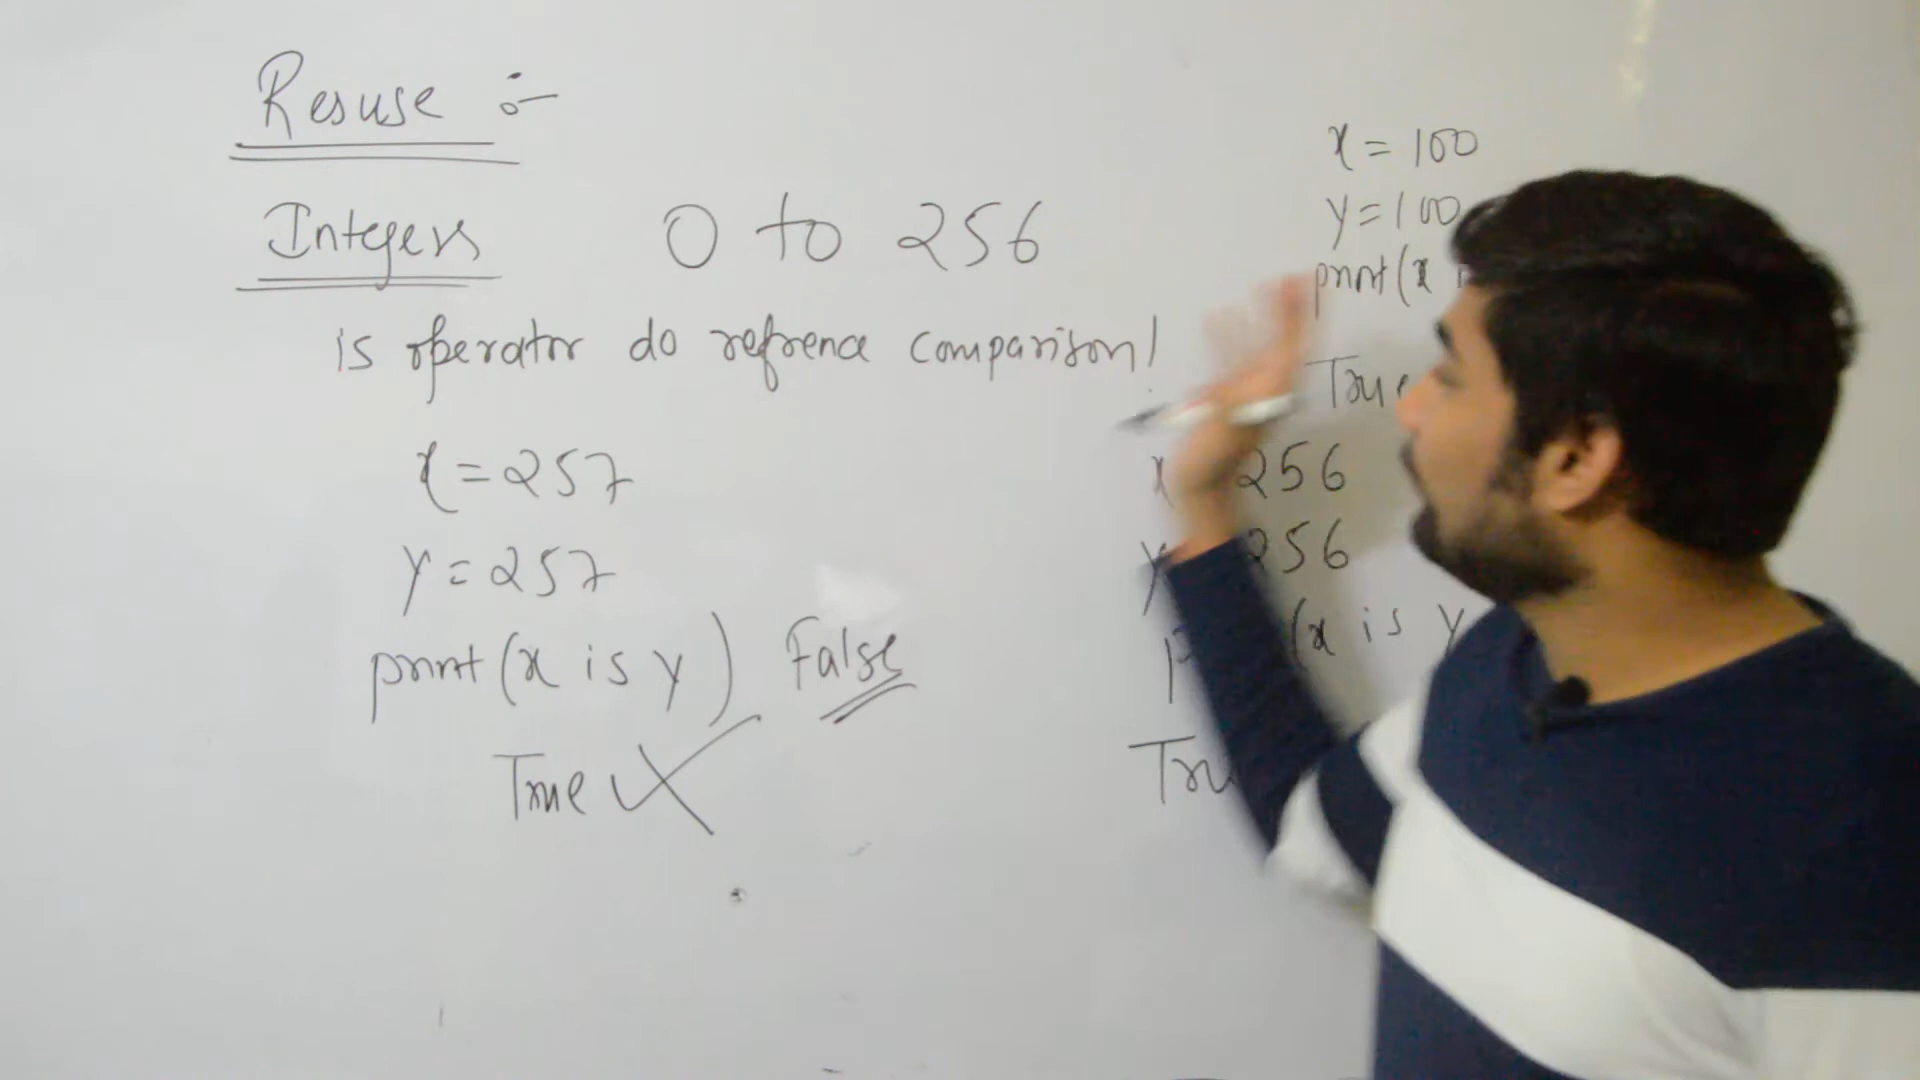 Resuse :-
Integers 0 to 256
is operator do refrence comparison!
x = 257
y = 257
print (x is y) False
True
x = 100
y = 100
print (x
True
x 256
y 256
(x is y